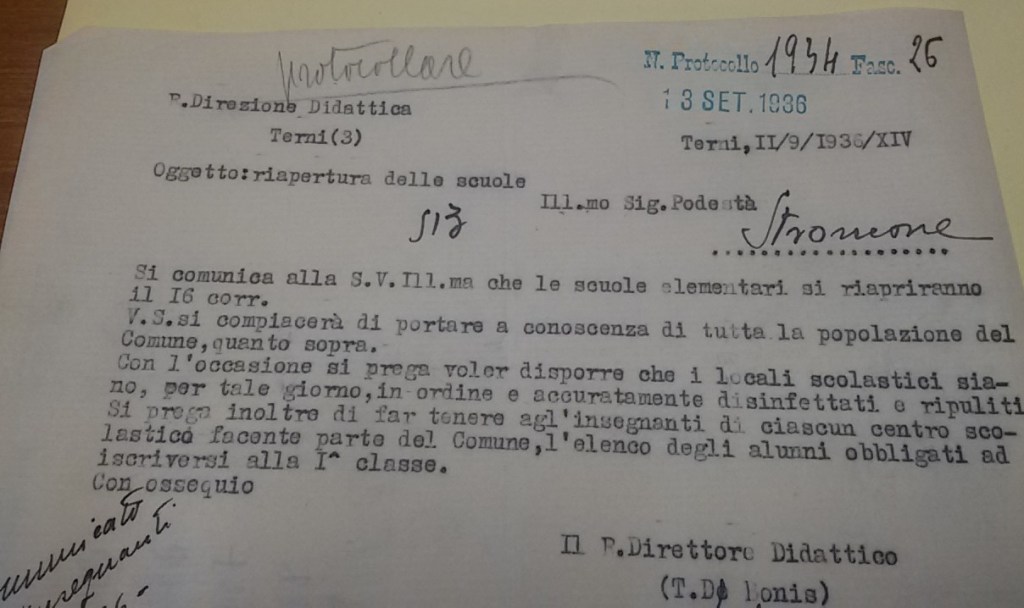 protocollare
N. Protocollo 1934 Fasc. 26
13 SET. 1936
R.Direzione Didattica
Terni(3)
Terni,II/9/I936/XIV
Oggetto:riapertura delle scuole
Ill.mo Sig.Podestà
Stroncone
513
Si comunica alla S.V.Ill.ma che le scuole elementari si riapriranno
il I6 corr.
V.S.si compiacerà di portare a conoscenza di tutta la popolazione del
Comune,quanto sopra.
Con l'occasione si prega voler disporre che i locali scolastici sia-
no, per tale giorno,in ordine e accuratamente disinfettati e ripuliti
Si prega inoltre di far tenere agl'insegnanti di ciascun centro sco-
lastico facente parte del Comune,l'elenco degli alunni obbligati ad
iscriversi alla I^ classe.
Con ossequio
Il R.Direttore Didattico
(T.De Bonis)